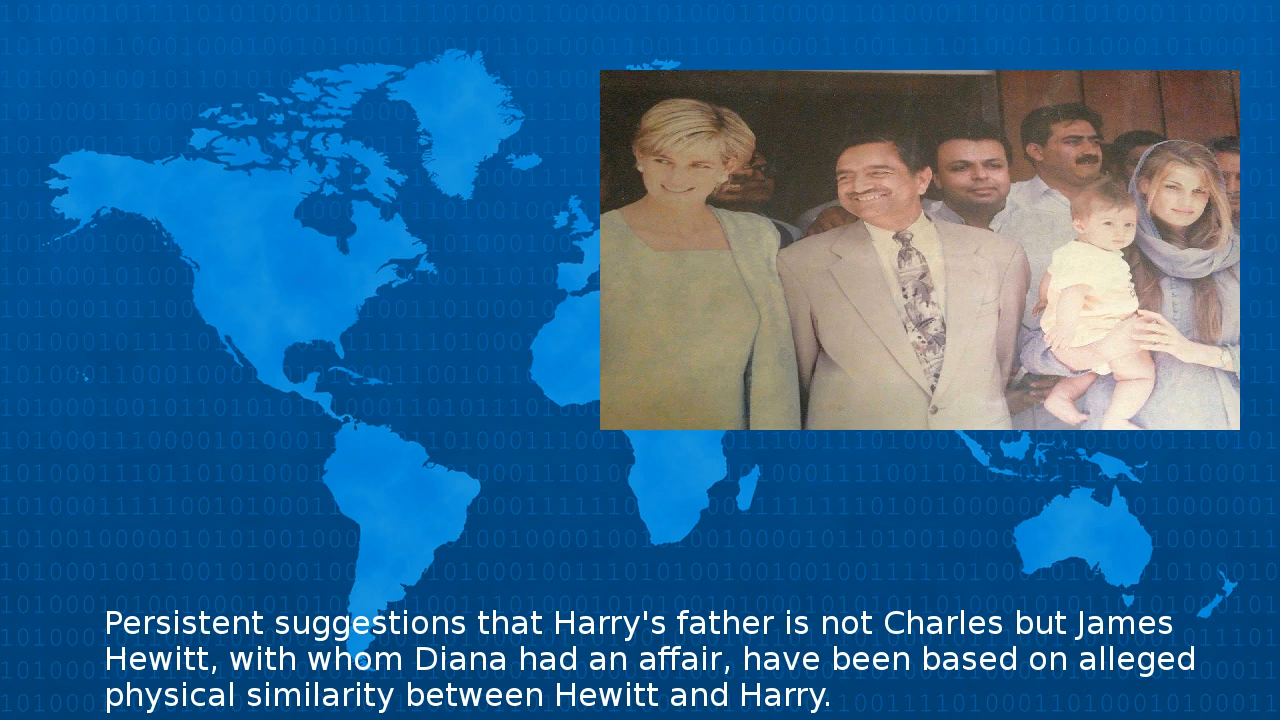 Persistent suggestions that Harry's father is not Charles but James
Hewitt, with whom Diana had an affair, have been based on alleged
physical similarity between Hewitt and Harry.